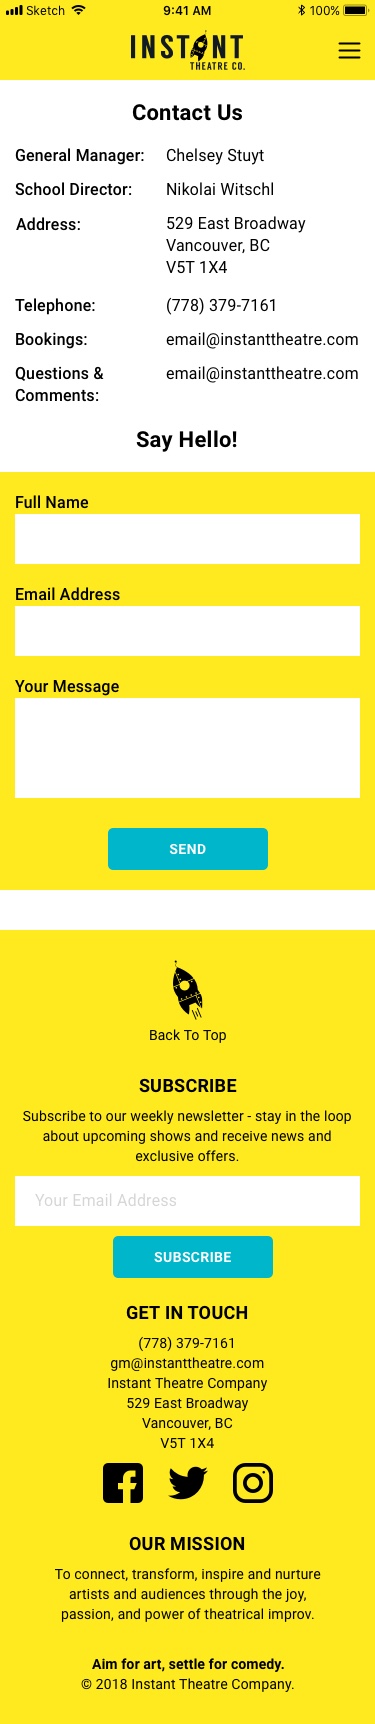 Sketch 9:41 AM 100%
INSTANT
THEATRE CO.
Contact Us
General Manager: Chelsey Stuyt
School Director: Nikolai Witschl
Address: 529 East Broadway
Vancouver, BC
V5T 1X4
Telephone: (778) 379-7161
Bookings: email@instanttheatre.com
Questions & email@instanttheatre.com
Comments:
Say Hello!
Full Name
Email Address
Your Message
SEND
Back To Top
SUBSCRIBE
Subscribe to our weekly newsletter - stay in the loop
about upcoming shows and receive news and
exclusive offers.
Your Email Address
SUBSCRIBE
GET IN TOUCH
(778) 379-7161
gm@instanttheatre.com
Instant Theatre Company
529 East Broadway
Vancouver, BC
V5T 1X4
OUR MISSION
To connect, transform, inspire and nurture
artists and audiences through the joy,
passion, and power of theatrical improv.
Aim for art, settle for comedy.
© 2018 Instant Theatre Company.